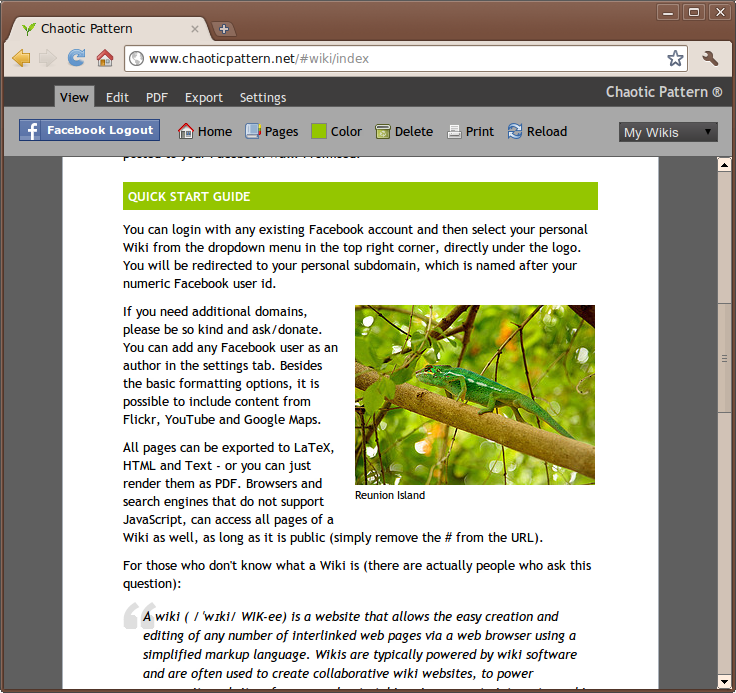 Chaotic Pattern
www.chaoticpattern.net/#wiki/index
View Edit PDF Export Settings
Chaotic Pattern ®
Facebook Logout
Home Pages Color Delete Print Reload
My Wikis
QUICK START GUIDE
You can login with any existing Facebook account and then select your personal
Wiki from the dropdown menu in the top right corner, directly under the logo.
You will be redirected to your personal subdomain, which is named after your
numeric Facebook user id.
If you need additional domains,
please be so kind and ask/donate.
You can add any Facebook user as an
author in the settings tab. Besides
the basic formatting options, it is
possible to include content from
Flickr, YouTube and Google Maps.
Reunion Island
All pages can be exported to LaTeX,
HTML and Text - or you can just
render them as PDF. Browsers and
search engines that do not support
JavaScript, can access all pages of a
Wiki as well, as long as it is public (simply remove the # from the URL).
For those who don't know what a Wiki is (there are actually people who ask this
question):
A wiki ( /ˈwɪki/ WIK-ee) is a website that allows the easy creation and
editing of any number of interlinked web pages via a web browser using a
simplified markup language. Wikis are typically powered by wiki software
and are often used to create collaborative wiki websites, to power